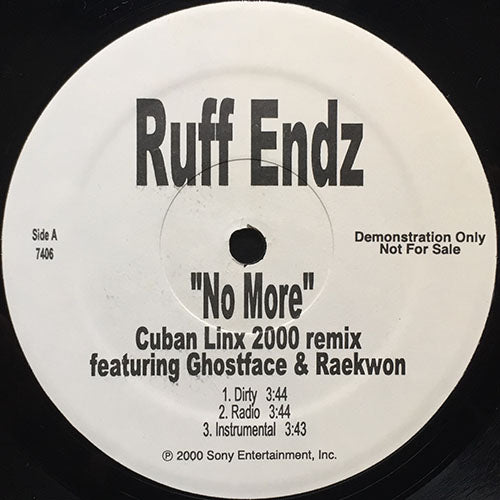 Ruff Endz
Side A
7406
Demonstration Only
Not For Sale
"No More"
Cuban Linx 2000 remix
featuring Ghostface & Raekwon
1. Dirty 3:44
2. Radio 3:44
3. Instrumental 3:43
℗ 2000 Sony Entertainment, Inc.